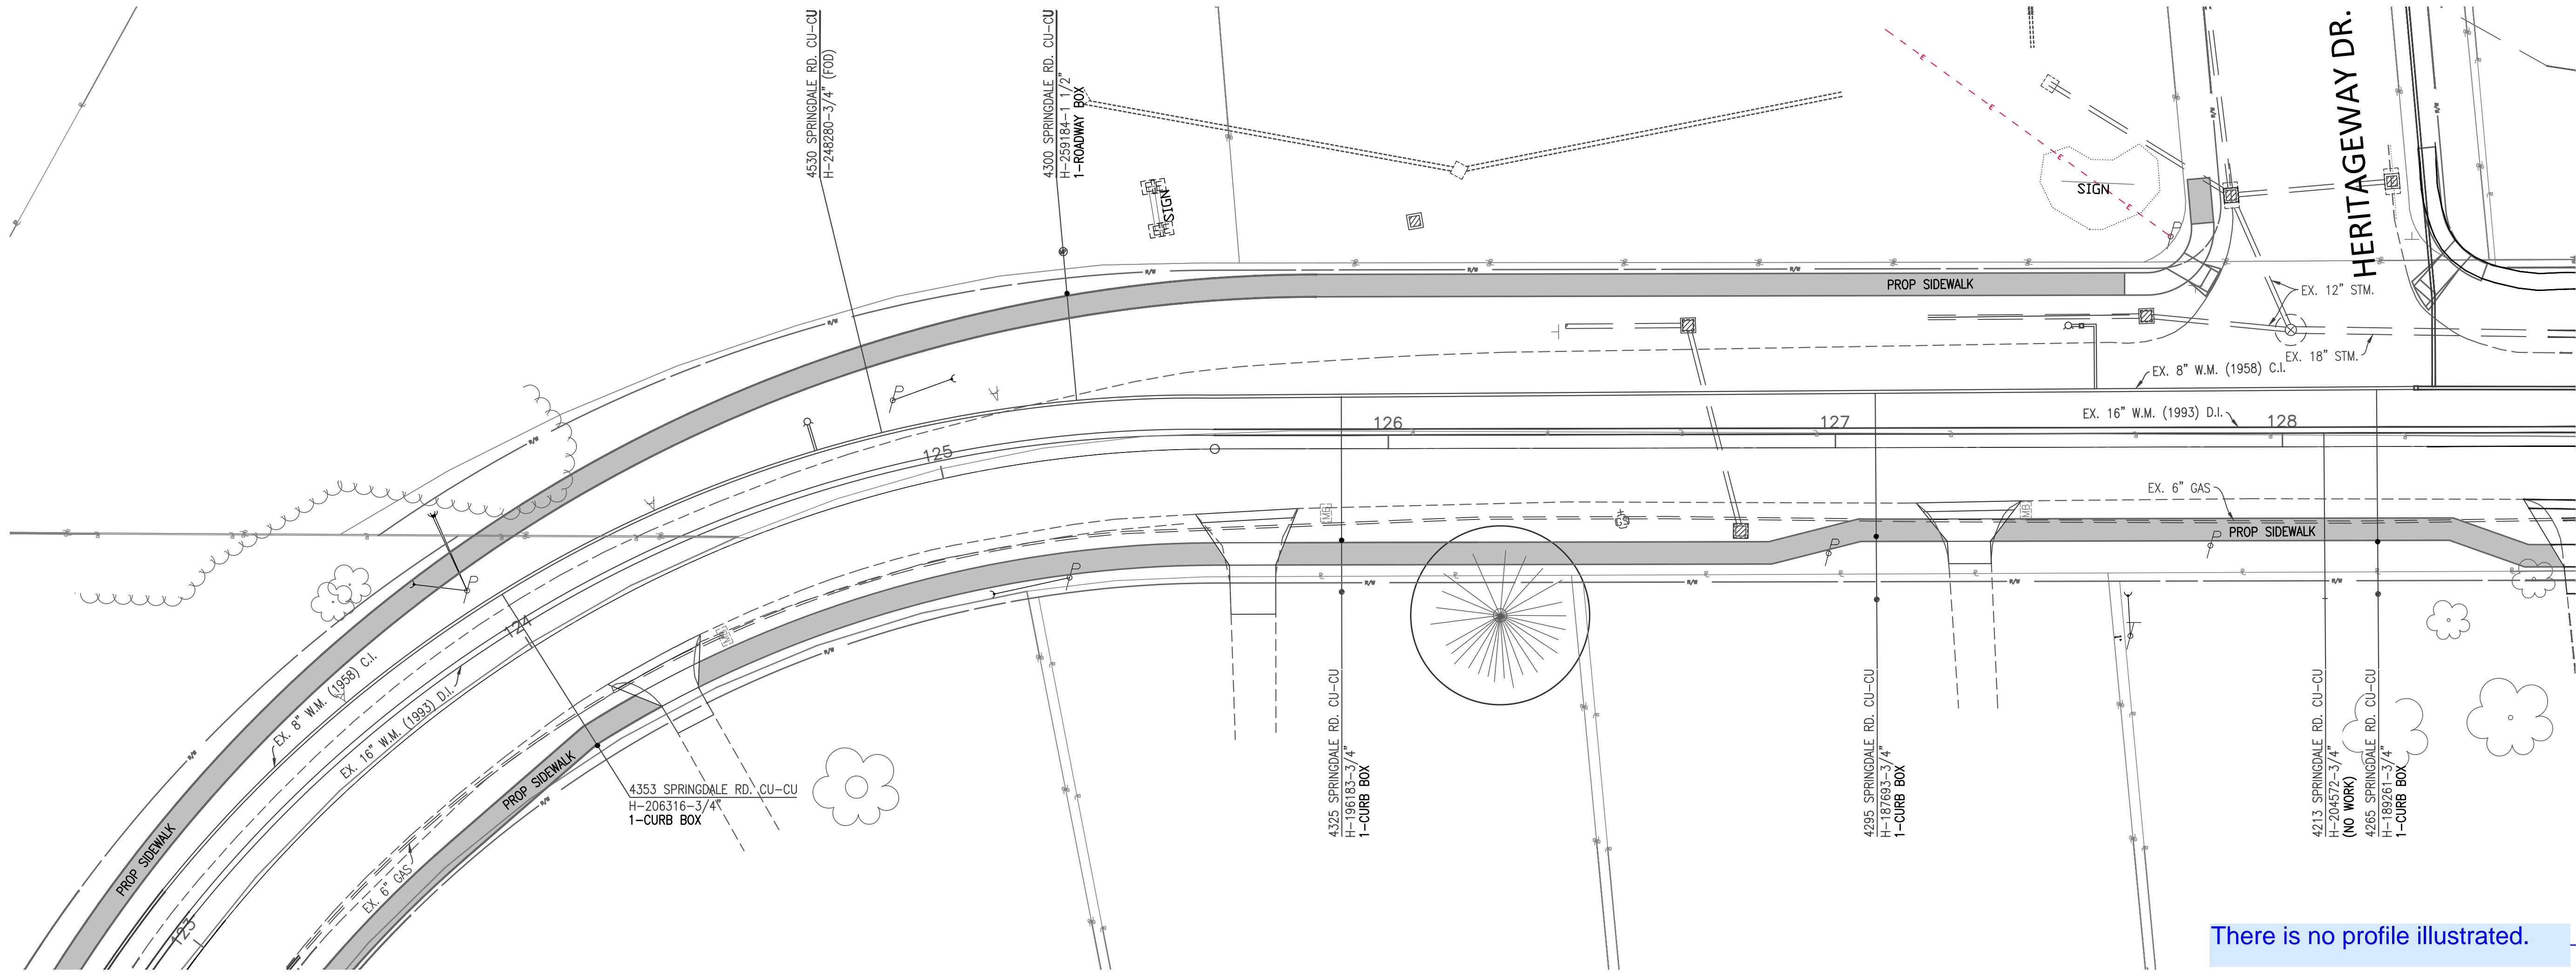 4530 SPRINGDALE RD. CU-CU
H-248280-3/4" (FOD)
4300 SPRINGDALE RD. CU-CU
H-259184-1 1/2"
1-ROADWAY BOX
SIGN
SIGN
HERITAGEWAY DR.
R/W
R/W
R/W
R/W
R/W
PROP SIDEWALK
EX. 12" STM.
EX. 18" STM.
EX. 8" W.M. (1958) C.I.
EX. 16" W.M. (1993) D.I.
125
126
127
128
EX. 6" GAS
MB
GS
MB
PROP SIDEWALK
124
R/W
R/W
R/W
R/W
R/W
EX. 8" W.M. (1958) C.I.
EX. 16" W.M. (1993) D.I.
R/W
PROP SIDEWALK
R/W
4353 SPRINGDALE RD. CU-CU
H-206316-3/4"
1-CURB BOX
4325 SPRINGDALE RD. CU-CU
H-196183-3/4"
1-CURB BOX
4295 SPRINGDALE RD. CU-CU
H-187693-3/4"
1-CURB BOX
4213 SPRINGDALE RD. CU-CU
H-204572-3/4"
(NO WORK)
4265 SPRINGDALE RD. CU-CU
H-189261-3/4"
1-CURB BOX
PROP SIDEWALK
EX. 6" GAS
123
There is no profile illustrated.